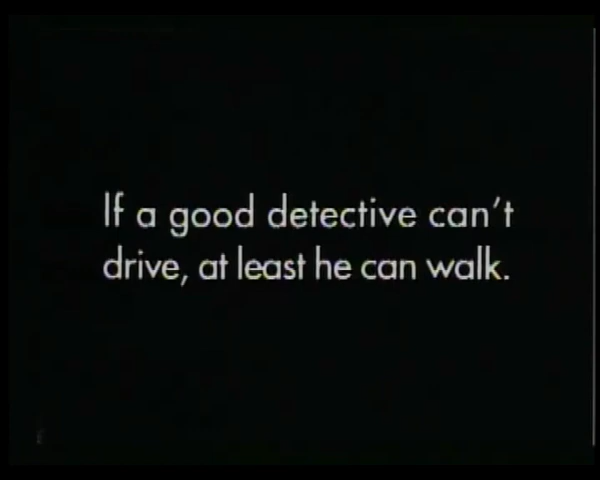 If a good detective can't
drive, at least he can walk.